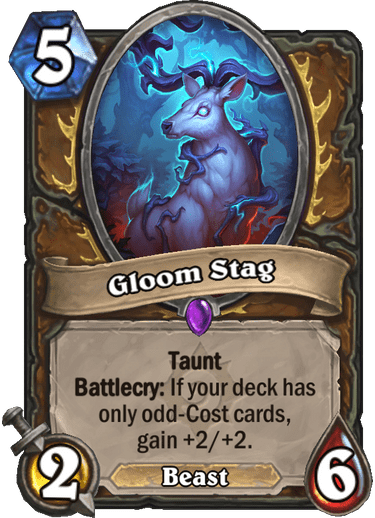 5
Gloom Stag
Taunt
Battlecry: If your deck has
only odd-Cost cards,
gain +2/+2.
2
Beast
6